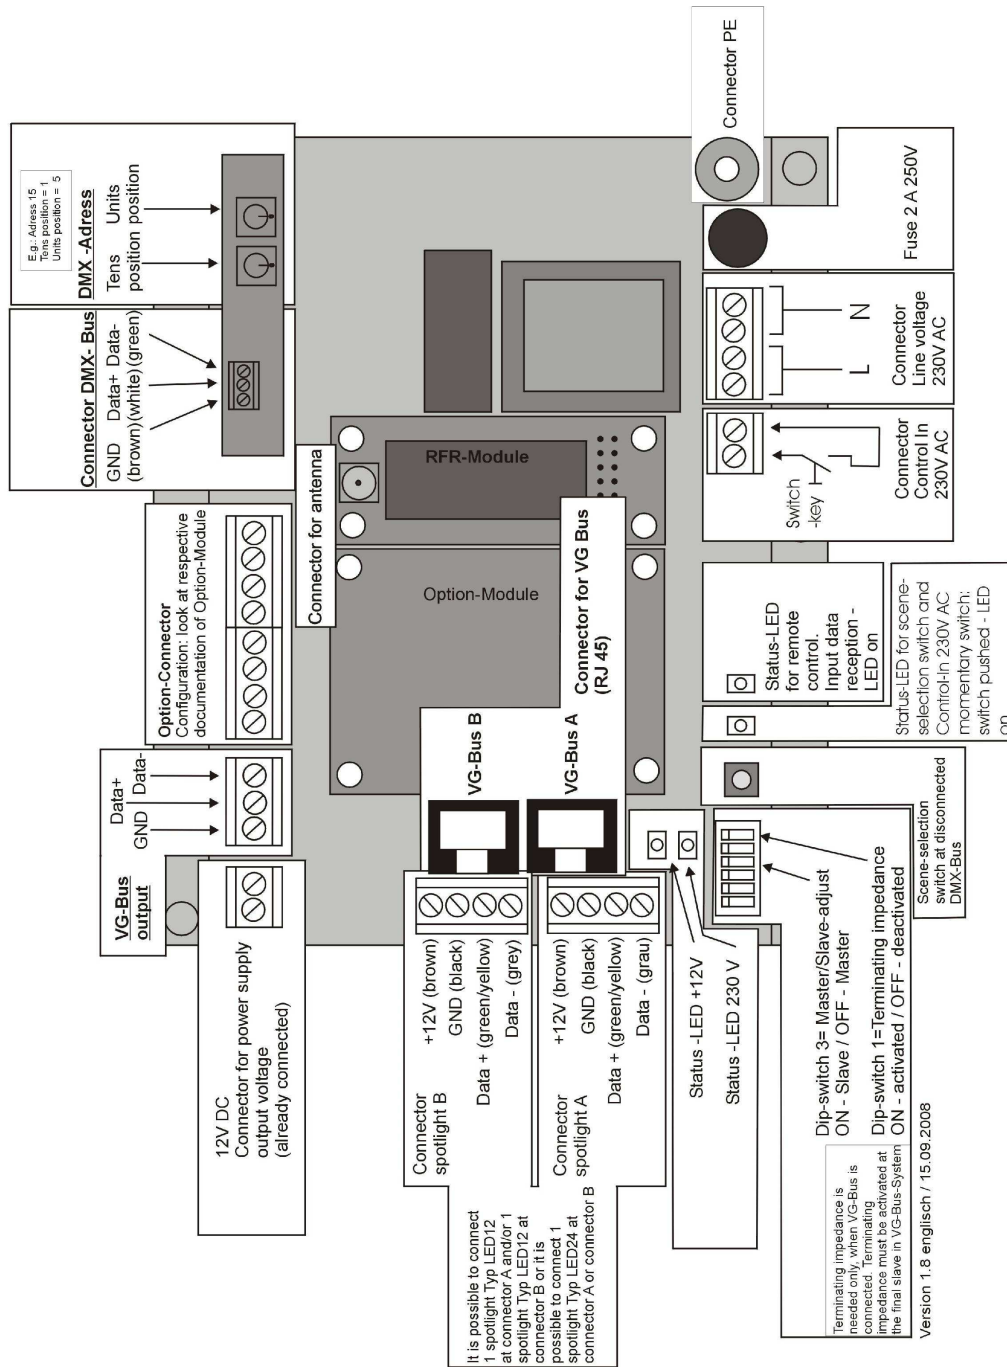 12V DC
Connector for power supply
output voltage
(already connected)
VG-Bus
output
GND
Data+
Data-
Option-Connector
Configuration: look at respective
documentation of Option-Module
Connector DMX- Bus
GND Data+ Data-
(brown)(white)(green)
DMX -Adress
Tens Units
position position
E.g.: Adress 15
Tens position = 1
Units position = 5
Connector for antenna
RFR-Module
Option-Module
Connector for VG Bus
(RJ 45)
VG-Bus B
VG-Bus A
Connector
spotlight B
+12V (brown)
GND (black)
Data + (green/yellow)
Data - (grey)
Connector
spotlight A
+12V (brown)
GND (black)
Data + (green/yellow)
Data - (grau)
It is possible to connect
1 spotlight Typ LED12
at connector A and/or 1
spotlight Typ LED12 at
connector B or it is
possible to connect 1
spotlight Typ LED24 at
connector A or connector B
Status -LED +12V
Status -LED 230 V
Dip-switch 3= Master/Slave-adjust
ON - Slave / OFF - Master
Dip-switch 1=Terminating impedance
ON - activated / OFF - deactivated
Terminating impedance is
needed only, when VG-Bus is
connected. Terminating
impedance must be activated at
the final slave in VG-Bus-System
Scene-selection
switch at disconnected
DMX-Bus
Status-LED for scene-
selection switch and
Control-In 230V AC
momentary switch:
switch pushed - LED
on
Status-LED
for remote
control.
Input data
reception -
LED on
Switch
-key
Connector
Control In
230V AC
L N
Connector
Line voltage
230V AC
Fuse 2 A 250V
Connector PE
Version 1.8 englisch / 15.09.2008